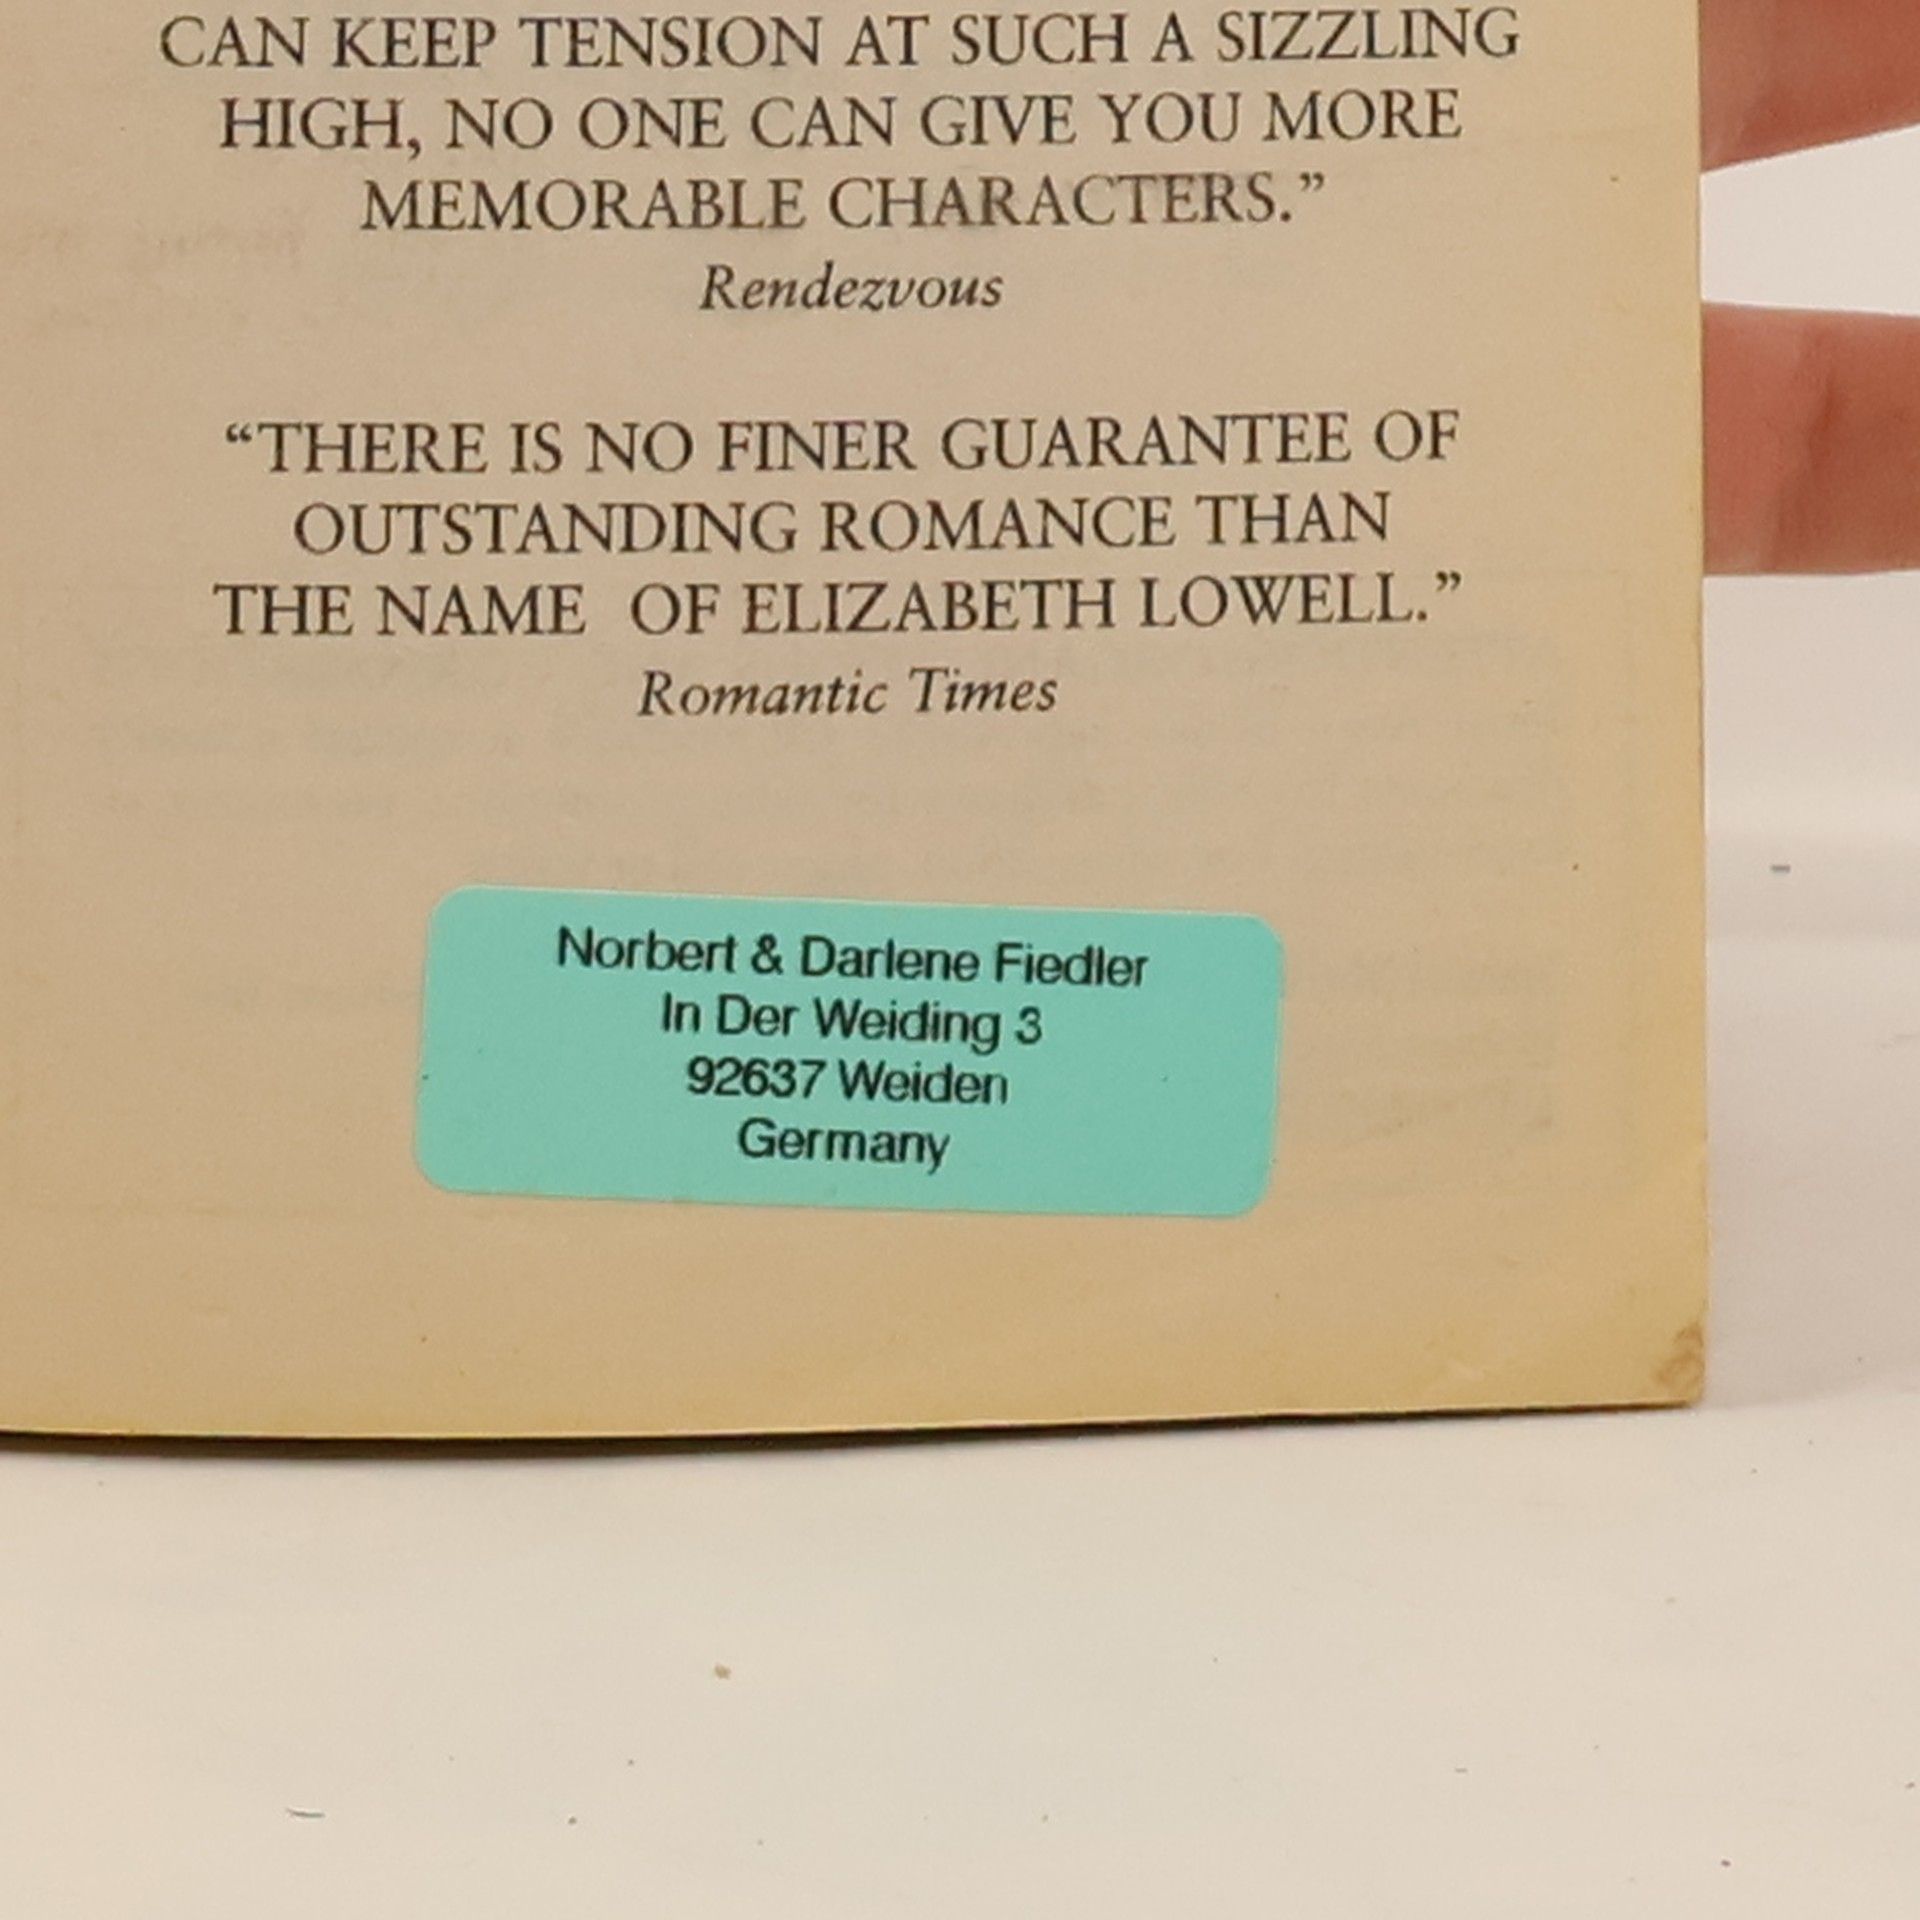 CAN KEEP TENSION AT SUCH A SIZZLING
HIGH, NO ONE CAN GIVE YOU MORE
MEMORABLE CHARACTERS.”
Rendezvous
“THERE IS NO FINER GUARANTEE OF
OUTSTANDING ROMANCE THAN
THE NAME OF ELIZABETH LOWELL.”
Romantic Times
Norbert & Darlene Fiedler
In Der Weiding 3
92637 Weiden
Germany